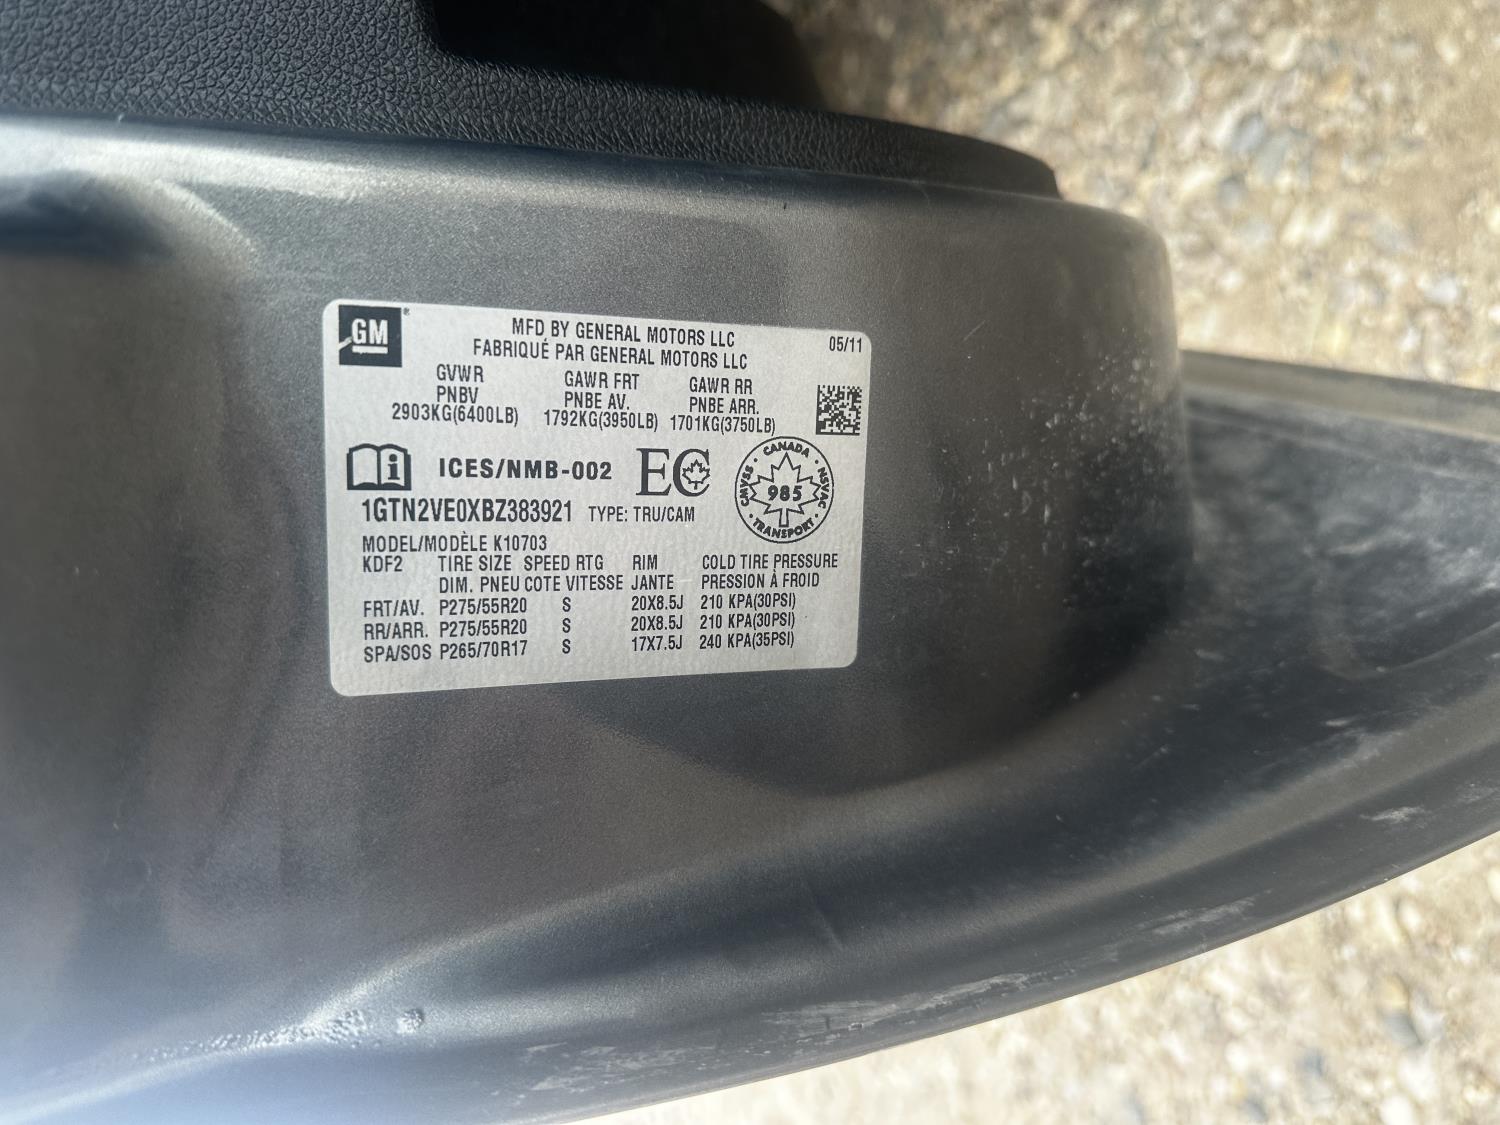 GM®
MFD BY GENERAL MOTORS LLC 05/11
FABRIQUÉ PAR GENERAL MOTORS LLC
GVWR GAWR FRT GAWR RR
PNBV PNBE AV. PNBE ARR.
2903KG(6400LB) 1792KG(3950LB) 1701KG(3750LB)
i ICES/NMB-002 EC
CANADA
CMVSS 985 NSVAC
TRANSPORT
1GTN2VE0XBZ383921 TYPE: TRU/CAM
MODEL/MODÈLE K10703
KDF2 TIRE SIZE SPEED RTG RIM COLD TIRE PRESSURE
DIM. PNEU COTE VITESSE JANTE PRESSION À FROID
FRT/AV. P275/55R20 S 20X8.5J 210 KPA(30PSI)
RR/ARR. P275/55R20 S 20X8.5J 210 KPA(30PSI)
SPA/SOS P265/70R17 S 17X7.5J 240 KPA(35PSI)